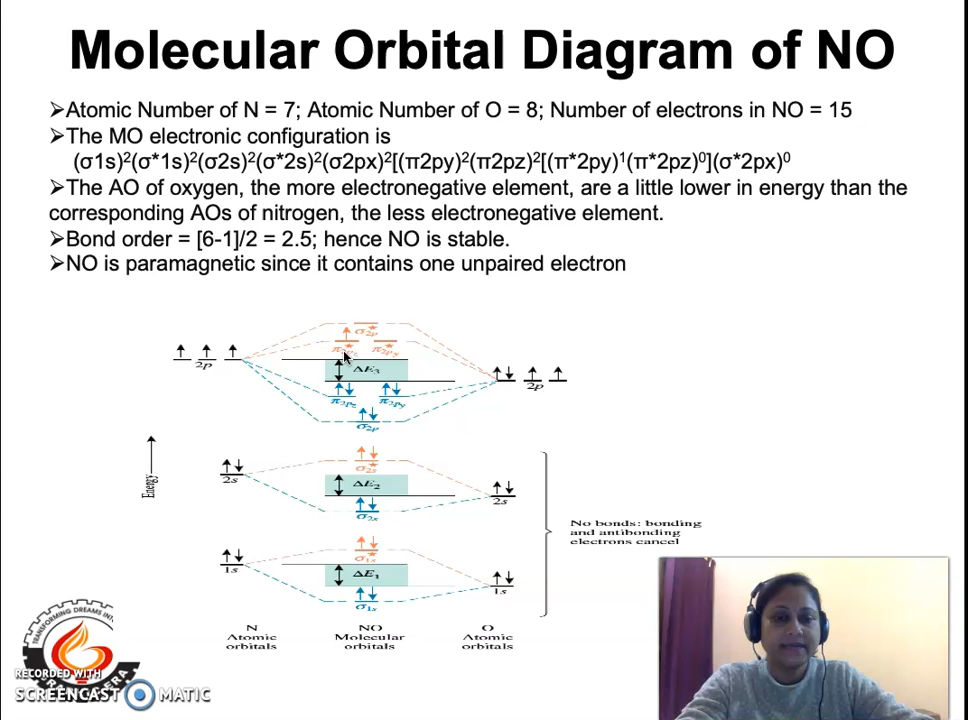 Molecular Orbital Diagram of NO
➢Atomic Number of N = 7; Atomic Number of O = 8; Number of electrons in NO = 15
➢The MO electronic configuration is
(σ1s)²(σ*1s)²(σ2s)²(σ*2s)²(σ2px)²[(π2py)²(π2pz)²[(π*2py)¹(π*2pz)⁰](σ*2px)⁰
➢The AO of oxygen, the more electronegative element, are a little lower in energy than the
corresponding AOs of nitrogen, the less electronegative element.
➢Bond order = [6-1]/2 = 2.5; hence NO is stable.
➢NO is paramagnetic since it contains one unpaired electron
σ*2p
π*2pz π*2py
2p
ΔE3
2p
π2pz π2py
σ2p
Energy
σ*2s
2s
ΔE2
2s
σ2s
No bonds: bonding
and antibonding
electrons cancel
σ*1s
1s
ΔE1
1s
σ1s
N NO O
Atomic Molecular Atomic
orbitals orbitals orbitals
TRANSFORMING DREAMS INT
ERA
RECORDED WITH
SCREENCAST MATIC